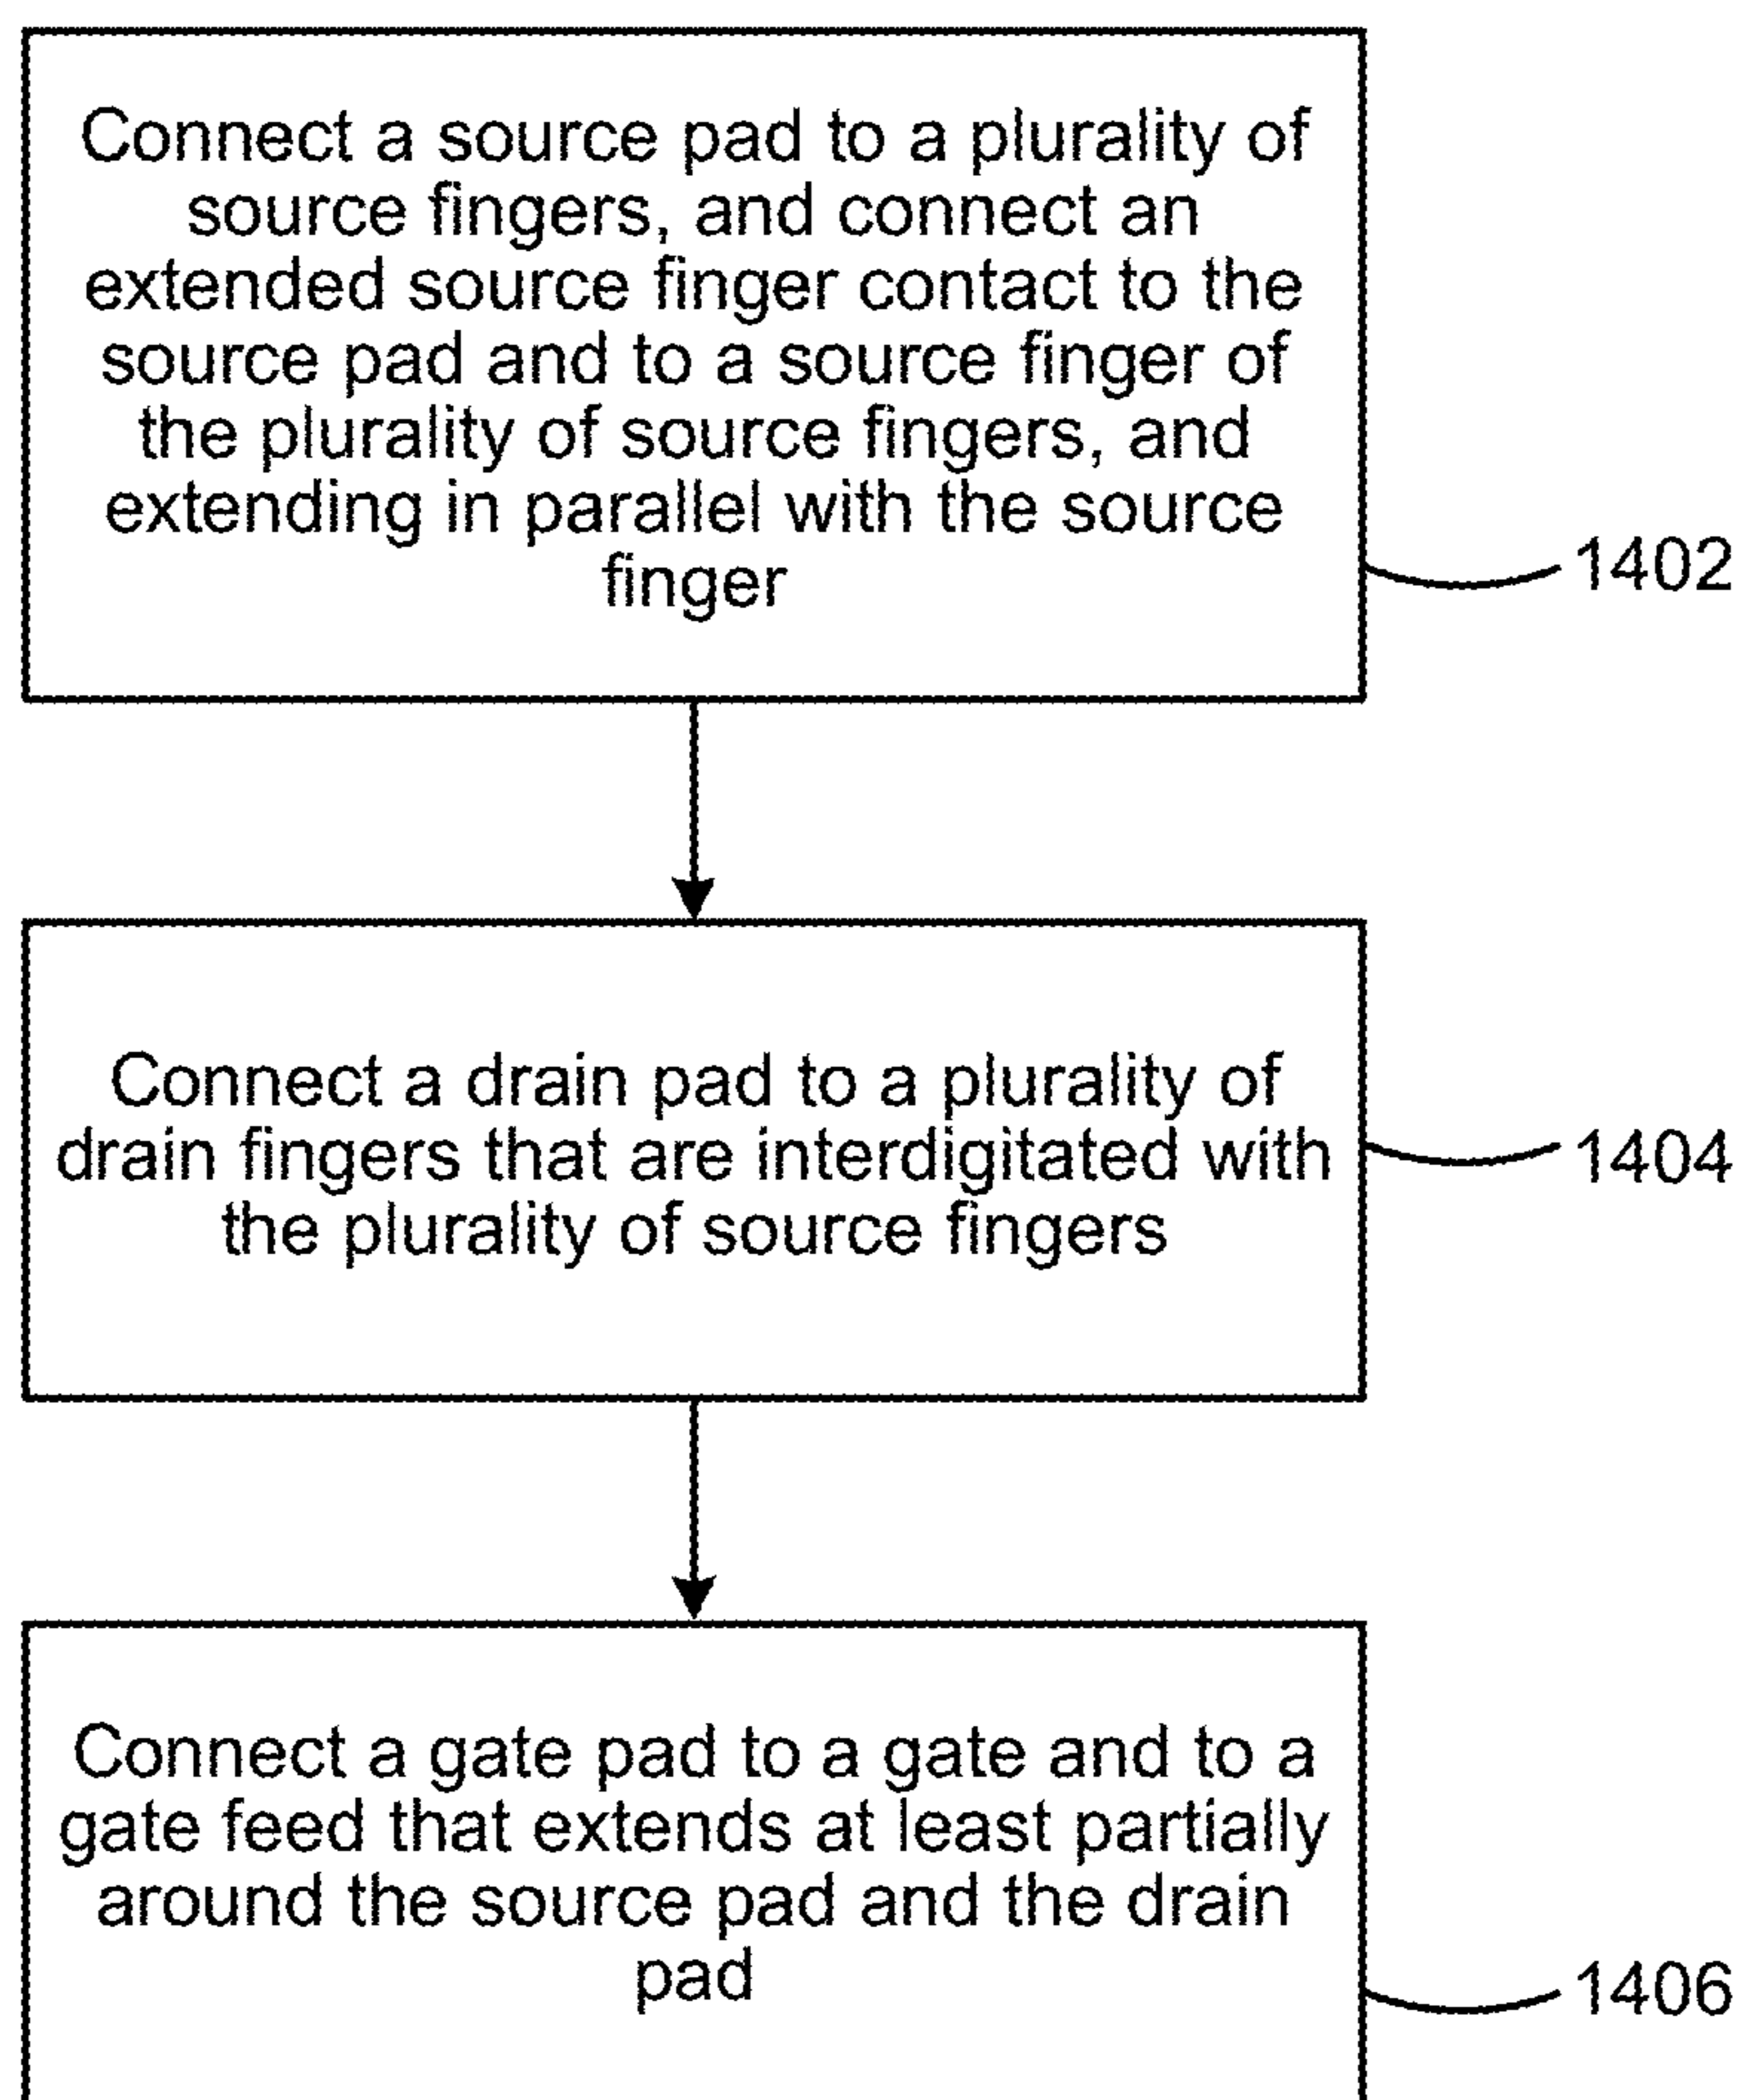 Connect a source pad to a plurality of
source fingers, and connect an
extended source finger contact to the
source pad and to a source finger of
the plurality of source fingers, and
extending in parallel with the source
finger
1402
Connect a drain pad to a plurality of
drain fingers that are interdigitated with
the plurality of source fingers
1404
Connect a gate pad to a gate and to a
gate feed that extends at least partially
around the source pad and the drain
pad
1406